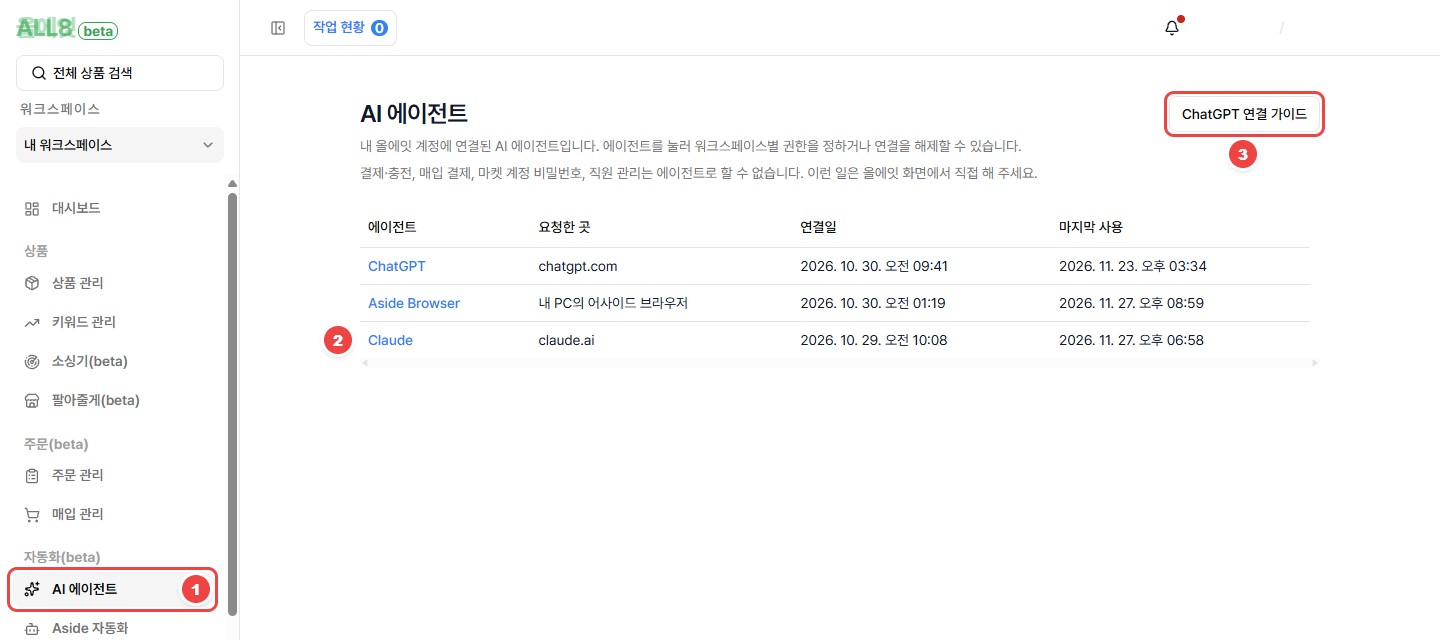 ALL8 beta
작업 현황 0
전체 상품 검색
워크스페이스
내 워크스페이스
대시보드
상품
상품 관리
키워드 관리
소싱기(beta)
팔아줄게(beta)
주문(beta)
주문 관리
매입 관리
자동화(beta)
AI 에이전트 1
Aside 자동화
AI 에이전트
ChatGPT 연결 가이드
3
내 올에잇 계정에 연결된 AI 에이전트입니다. 에이전트를 눌러 워크스페이스별 권한을 정하거나 연결을 해제할 수 있습니다.
결제·충전, 매입 결제, 마켓 계정 비밀번호, 직원 관리는 에이전트로 할 수 없습니다. 이런 일은 올에잇 화면에서 직접 해 주세요.
에이전트 요청한 곳 연결일 마지막 사용
ChatGPT chatgpt.com 2026. 10. 30. 오전 09:41 2026. 11. 23. 오후 03:34
Aside Browser 내 PC의 어사이드 브라우저 2026. 10. 30. 오전 01:19 2026. 11. 27. 오후 08:59
2 Claude claude.ai 2026. 10. 29. 오전 10:08 2026. 11. 27. 오후 06:58
/